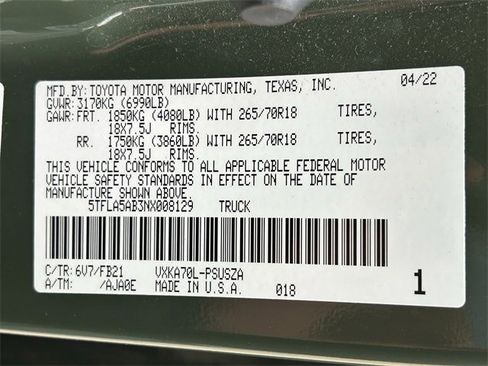 MFD.BY:TOYOTA MOTOR MANUFACTURING, TEXAS, INC. 04/22
GVWR:3170KG (6990LB)
GAWR:FRT. 1850KG (4080LB) WITH 265/70R18 TIRES,
18X7.5J RIMS.
RR. 1750KG (3860LB) WITH 265/70R18 TIRES,
18X7.5J RIMS.
THIS VEHICLE CONFORMS TO ALL APPLICABLE FEDERAL MOTOR
VEHICLE SAFETY STANDARDS IN EFFECT ON THE DATE OF
MANUFACTURE SHOWN ABOVE.
5TFLA5AB3NX008129 TRUCK
C/TR:6V7/FB21 VXKA70L-PSUSZA
A/TM: /AJA0E MADE IN U.S.A. 018 1